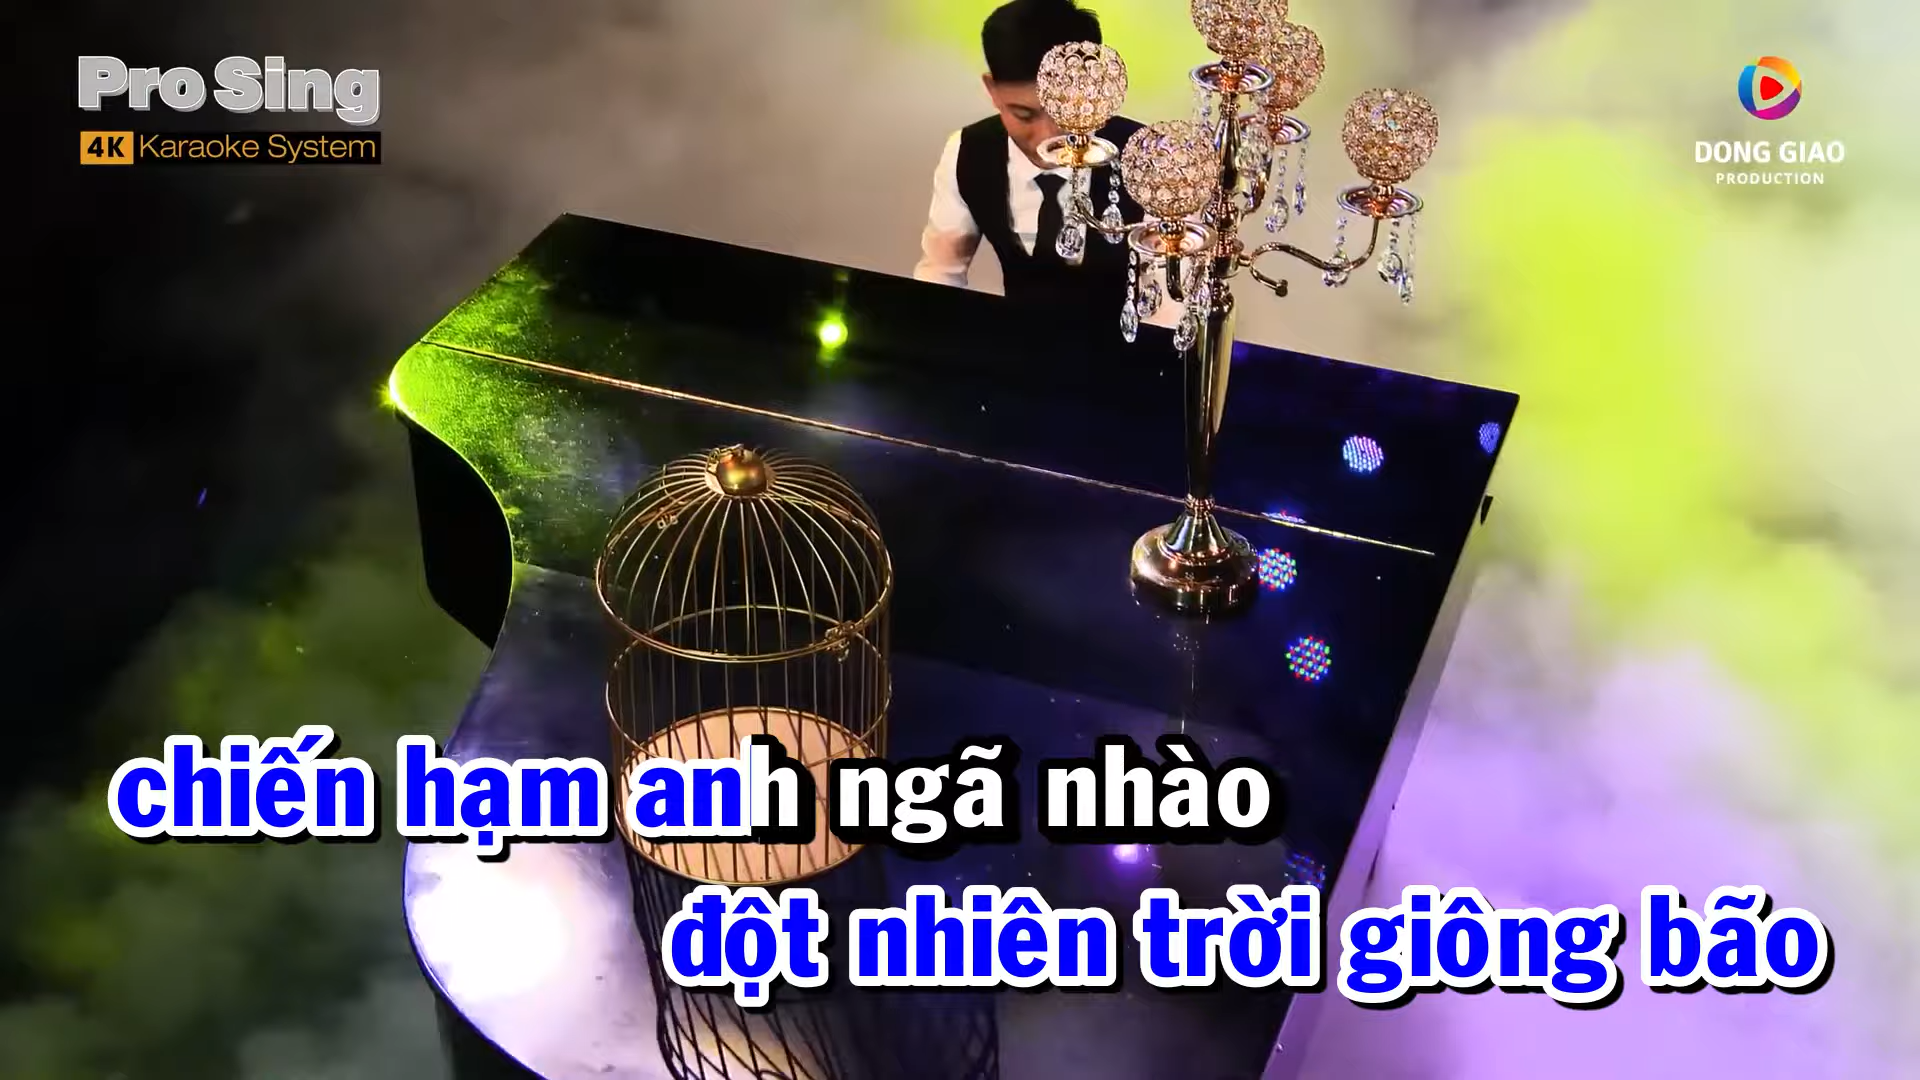 Pro Sing
4K Karaoke System
DONG GIAO
PRODUCTION
chiến hạm anh ngã nhào
đột nhiên trời giông bão